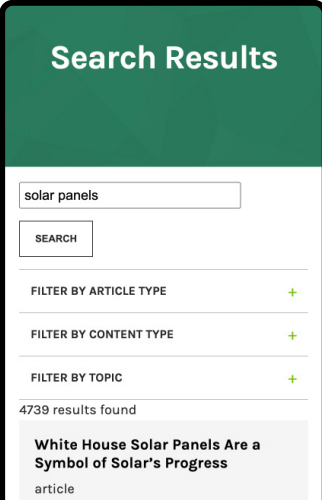 Search Results
solar panels
SEARCH
FILTER BY ARTICLE TYPE +
FILTER BY CONTENT TYPE +
FILTER BY TOPIC +
4739 results found
White House Solar Panels Are a
Symbol of Solar’s Progress
article